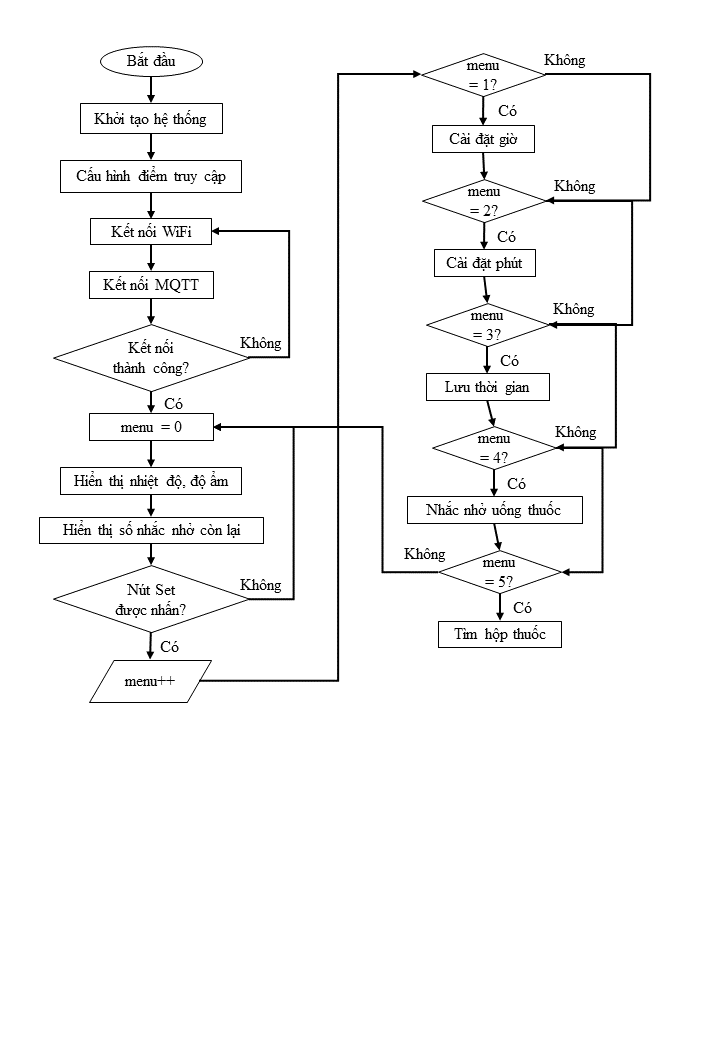 Bắt đầu
Khởi tạo hệ thống
Cấu hình điểm truy cập
Kết nối WiFi
Kết nối MQTT
Kết nối
thành công?
Không
Có
menu = 0
Hiển thị nhiệt độ, độ ẩm
Hiển thị số nhắc nhở còn lại
Nút Set
được nhấn?
Không
Có
menu++
menu
= 1?
Không
Có
Cài đặt giờ
menu
= 2?
Không
Có
Cài đặt phút
menu
= 3?
Không
Có
Lưu thời gian
menu
= 4?
Không
Có
Nhắc nhở uống thuốc
menu
= 5?
Không
Có
Tìm hộp thuốc